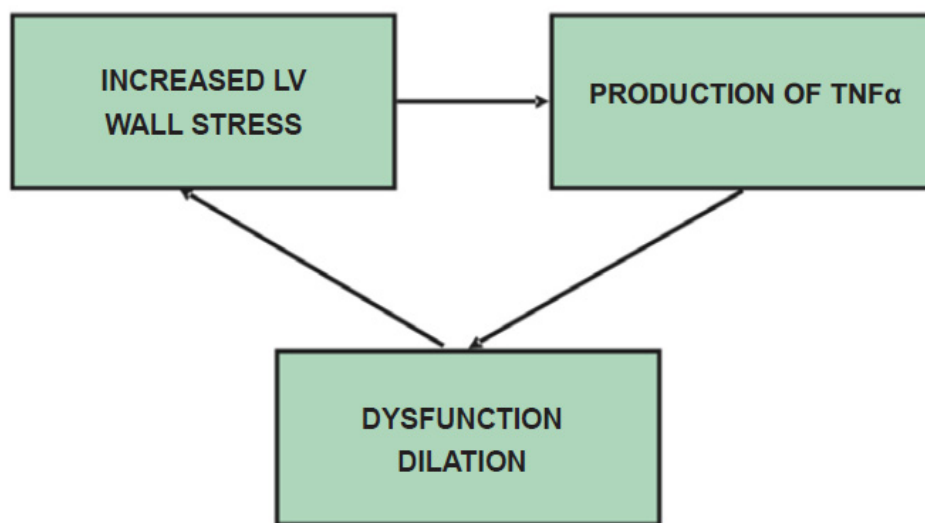 INCREASED LV
WALL STRESS
PRODUCTION OF TNFα
DYSFUNCTION
DILATION